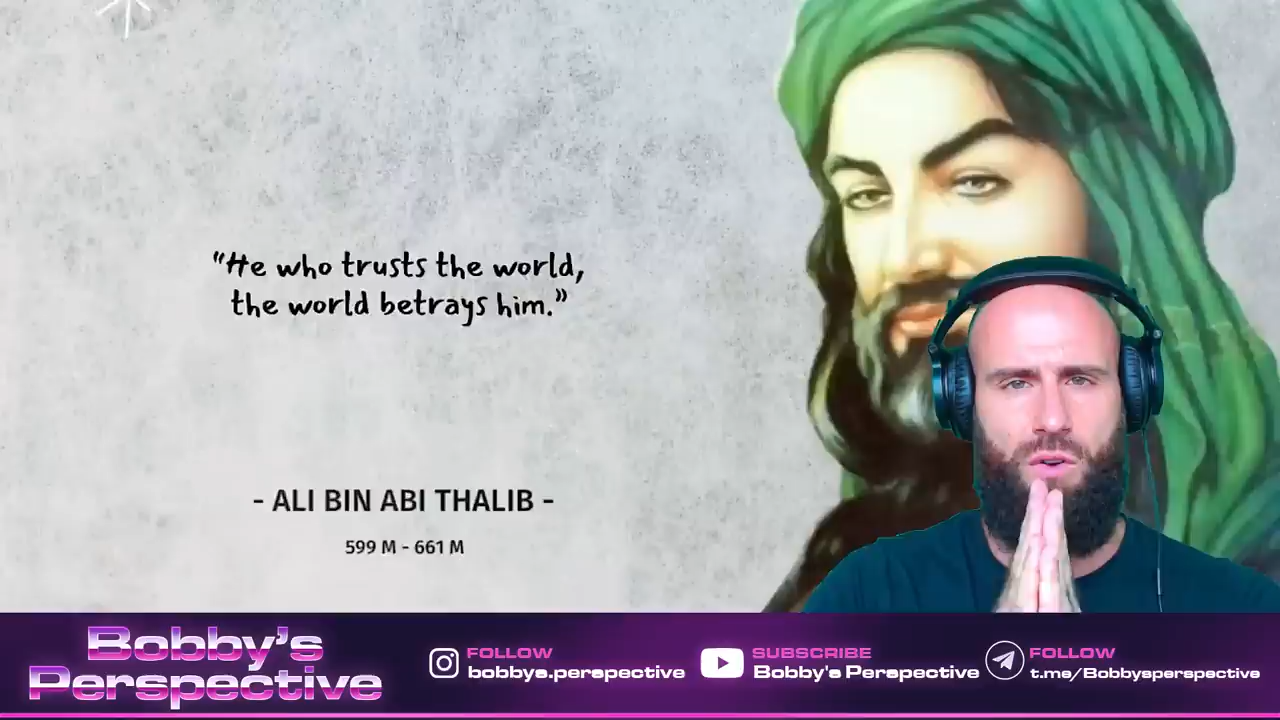 "He who trusts the world,
the world betrays him."
- ALI BIN ABI THALIB -
599 M - 661 M
Bobby's
Perspective
FOLLOW
bobbys.perspective
SUBSCRIBE
Bobby's Perspective
FOLLOW
t.me/Bobbysperspective